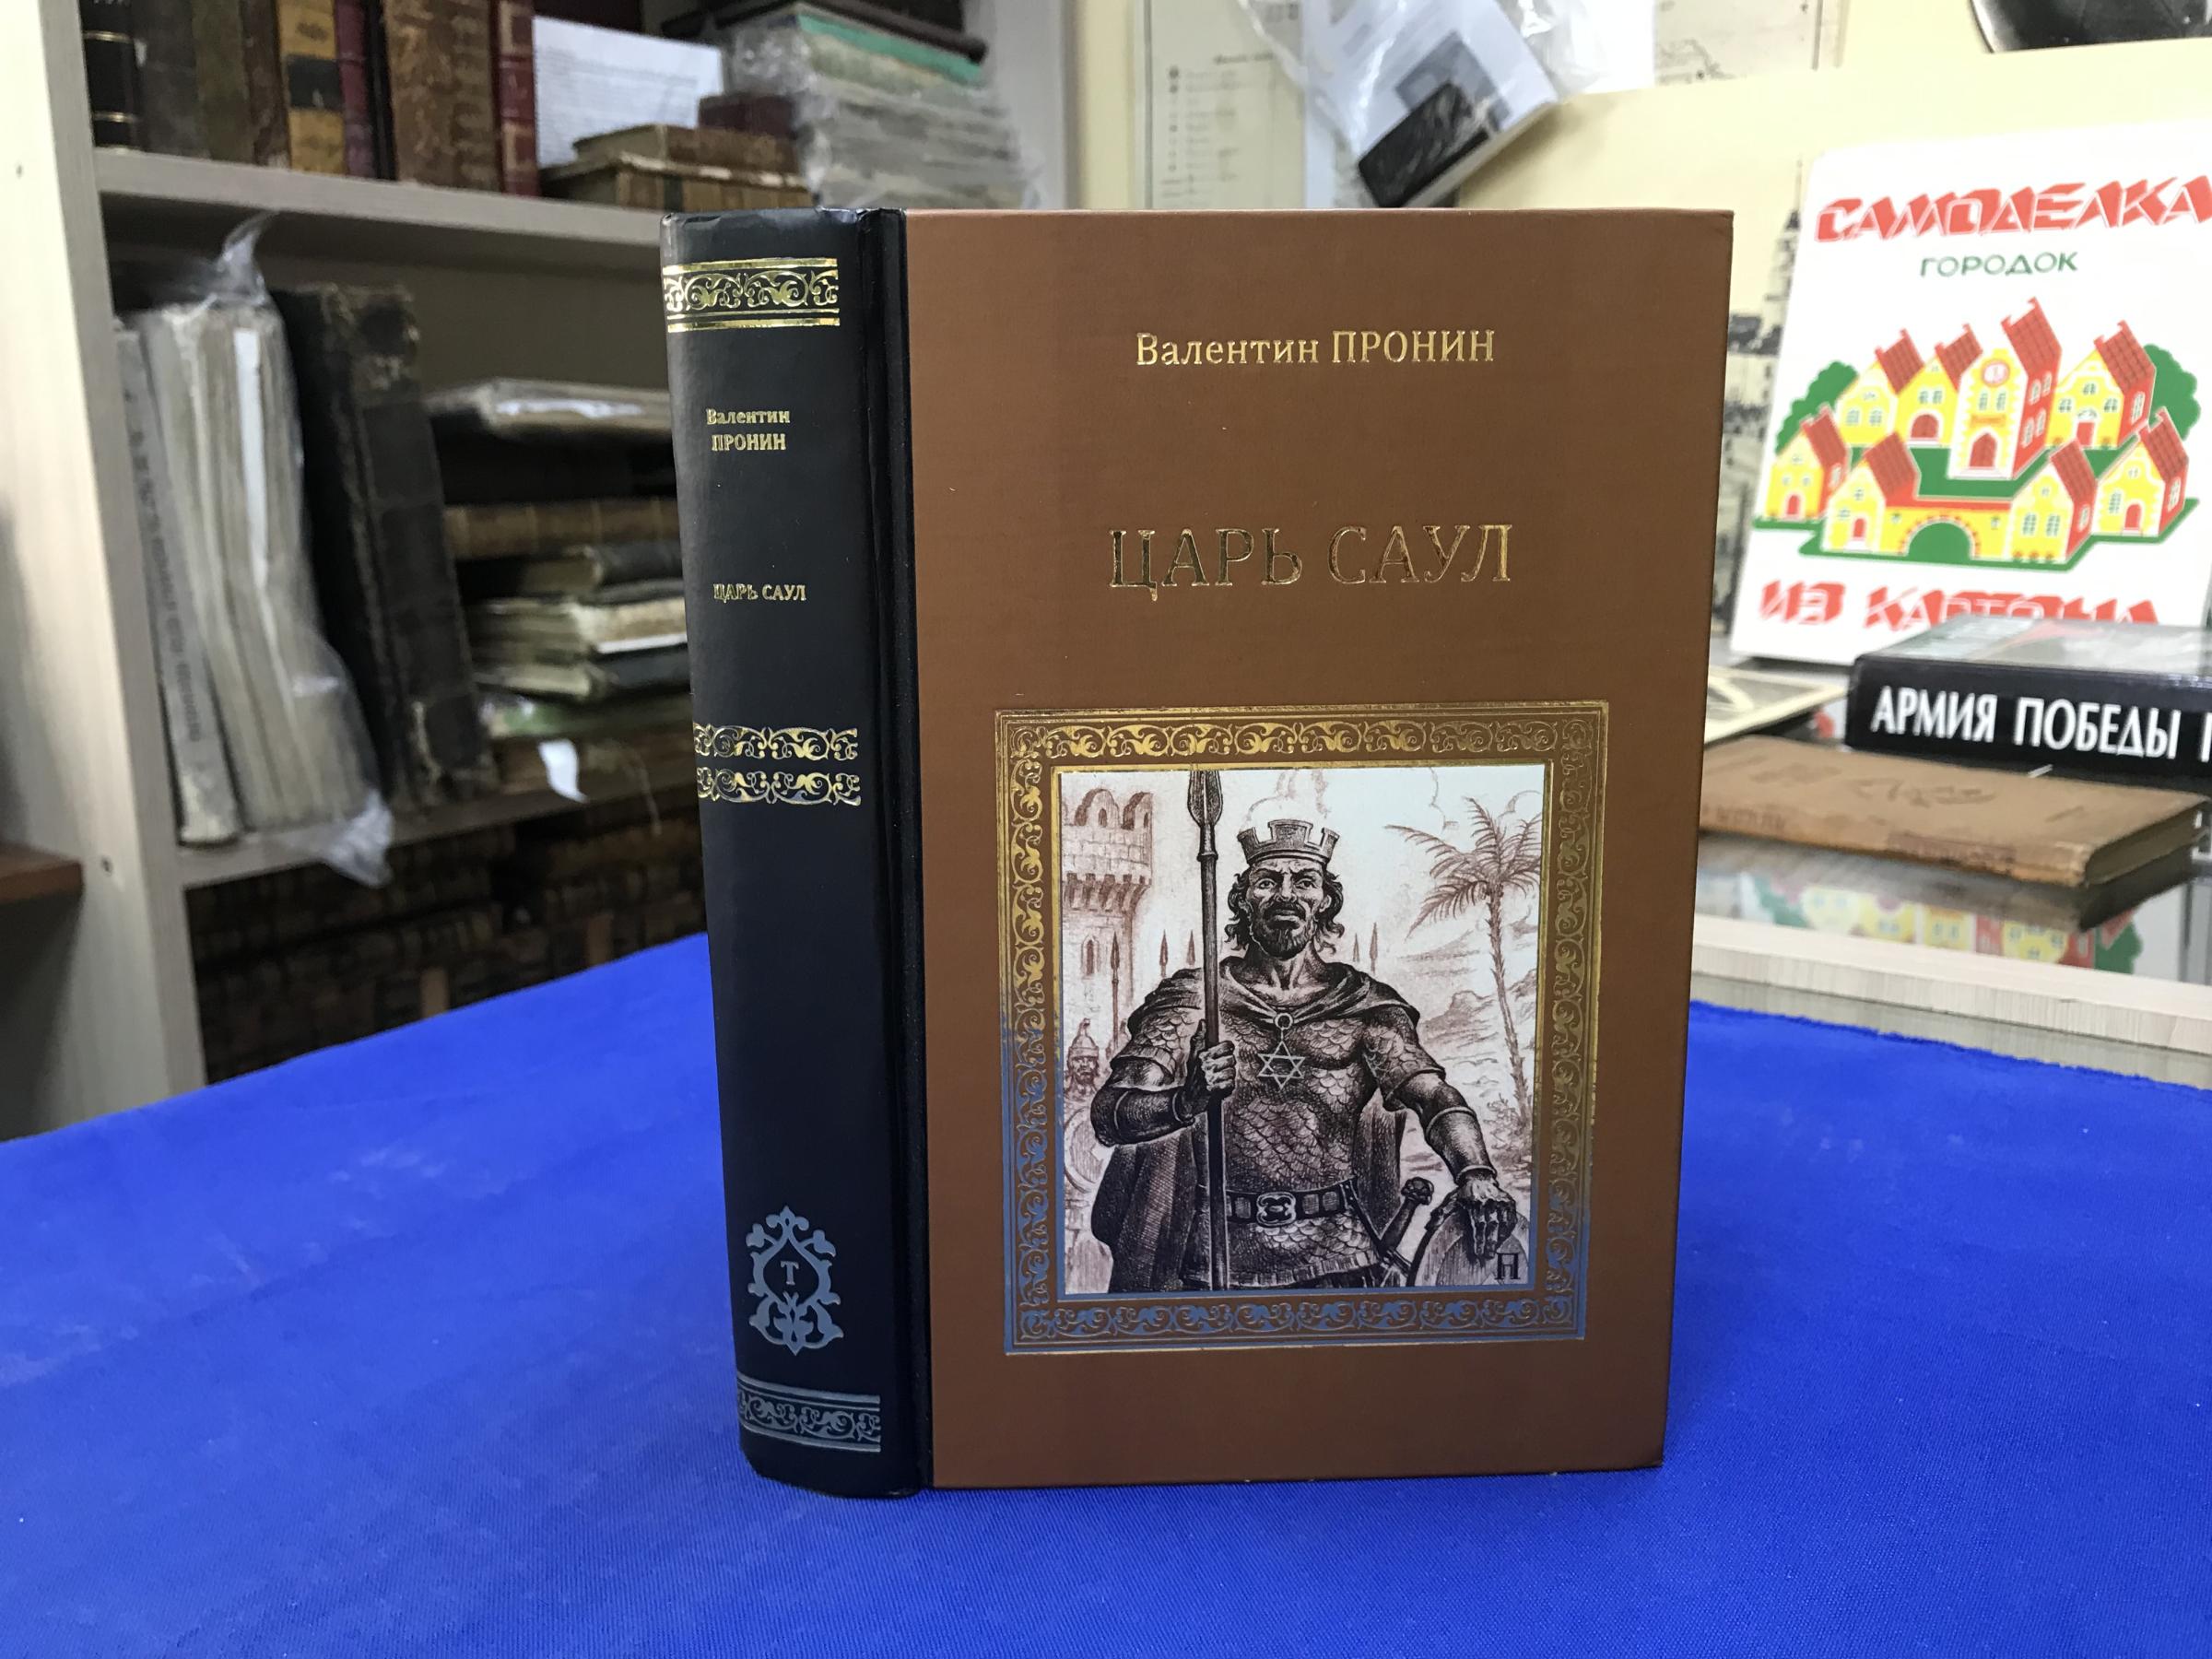 Валентин
ПРОНИН
ЦАРЬ САУЛ
Т
Валентин ПРОНИН
ЦАРЬ САУЛ
П
САМОДЕЛКА
ГОРОДОК
ИЗ КАРТОНА
АРМИЯ ПОБЕДЫ